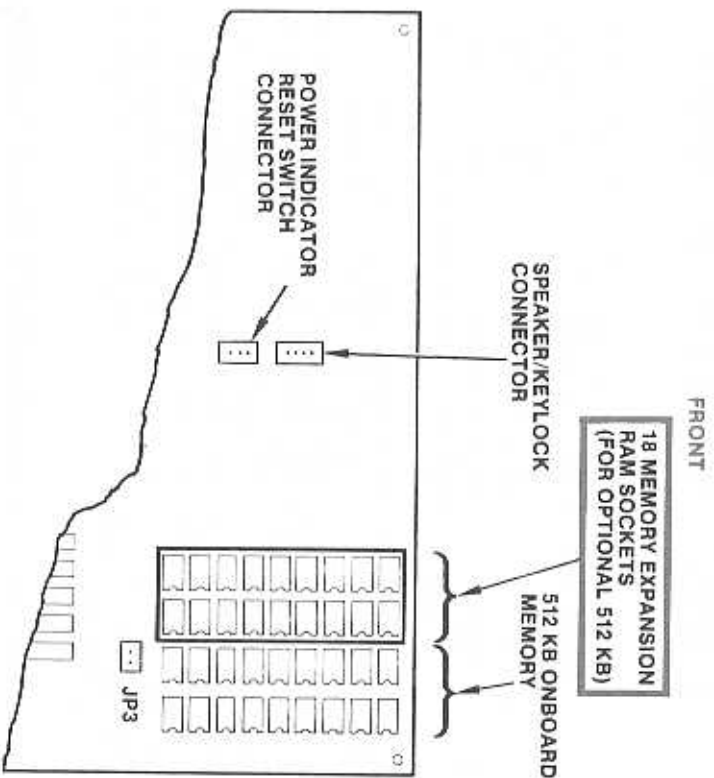 FRONT
18 MEMORY EXPANSION
RAM SOCKETS
(FOR OPTIONAL 512 KB)
SPEAKER/KEYLOCK
CONNECTOR
512 KB ONBOARD
MEMORY
POWER INDICATOR
RESET SWITCH
CONNECTOR
JP3